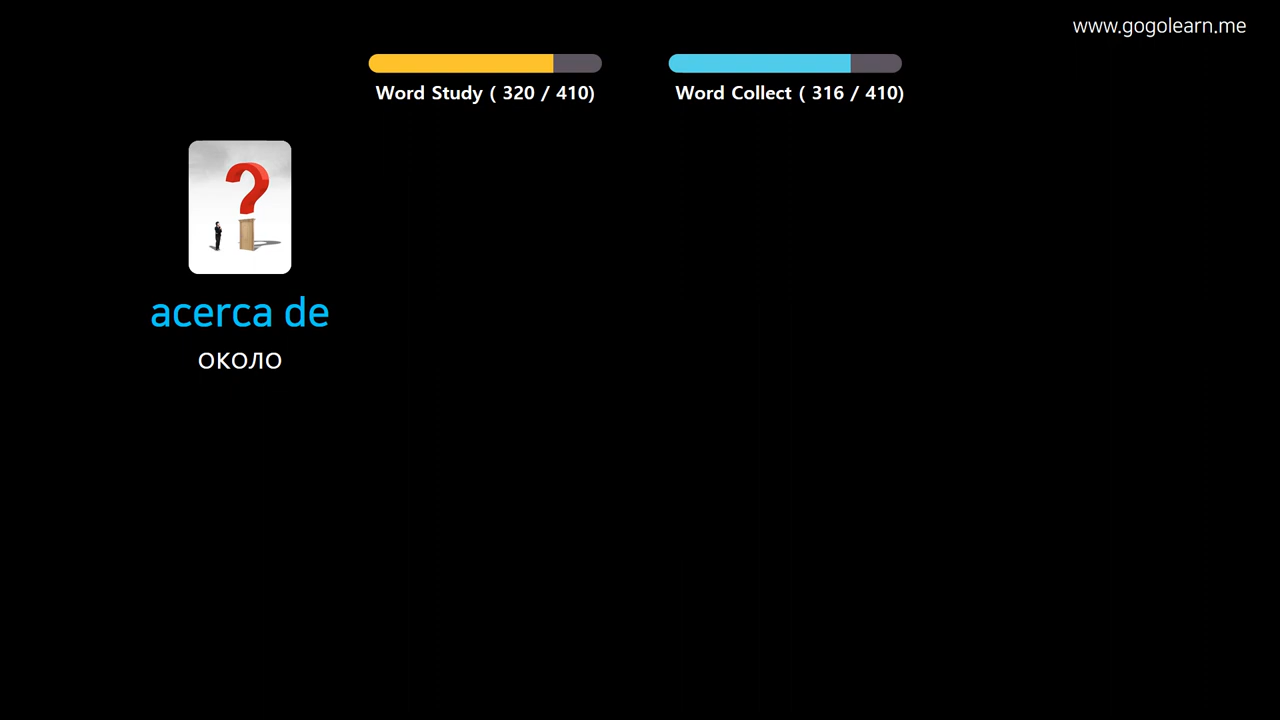 www.gogolearn.me
Word Study ( 320 / 410)
Word Collect ( 316 / 410)
acerca de
около